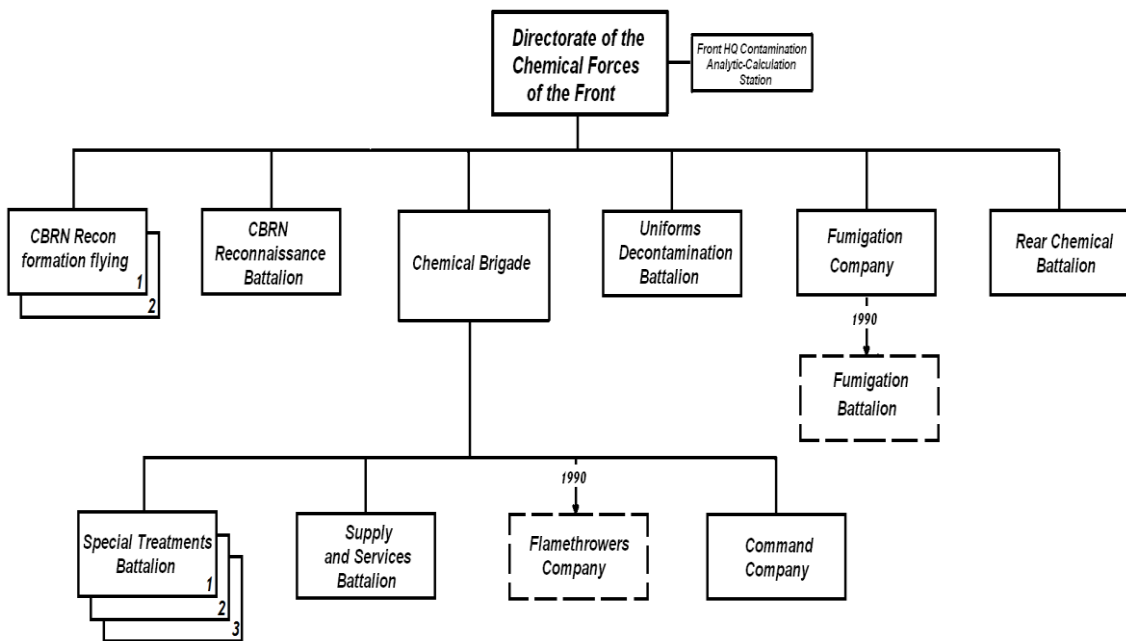 Directorate of the
Chemical Forces
of the Front
Front HQ Contamination
Analytic-Calculation
Station
CBRN Recon
formation flying
1
2
CBRN
Reconnaissance
Battalion
Chemical Brigade
Uniforms
Decontamination
Battalion
Fumigation
Company
Rear Chemical
Battalion
1990
Fumigation
Battalion
Special Treatments
Battalion
1
2
3
Supply
and Services
Battalion
1990
Flamethrowers
Company
Command
Company